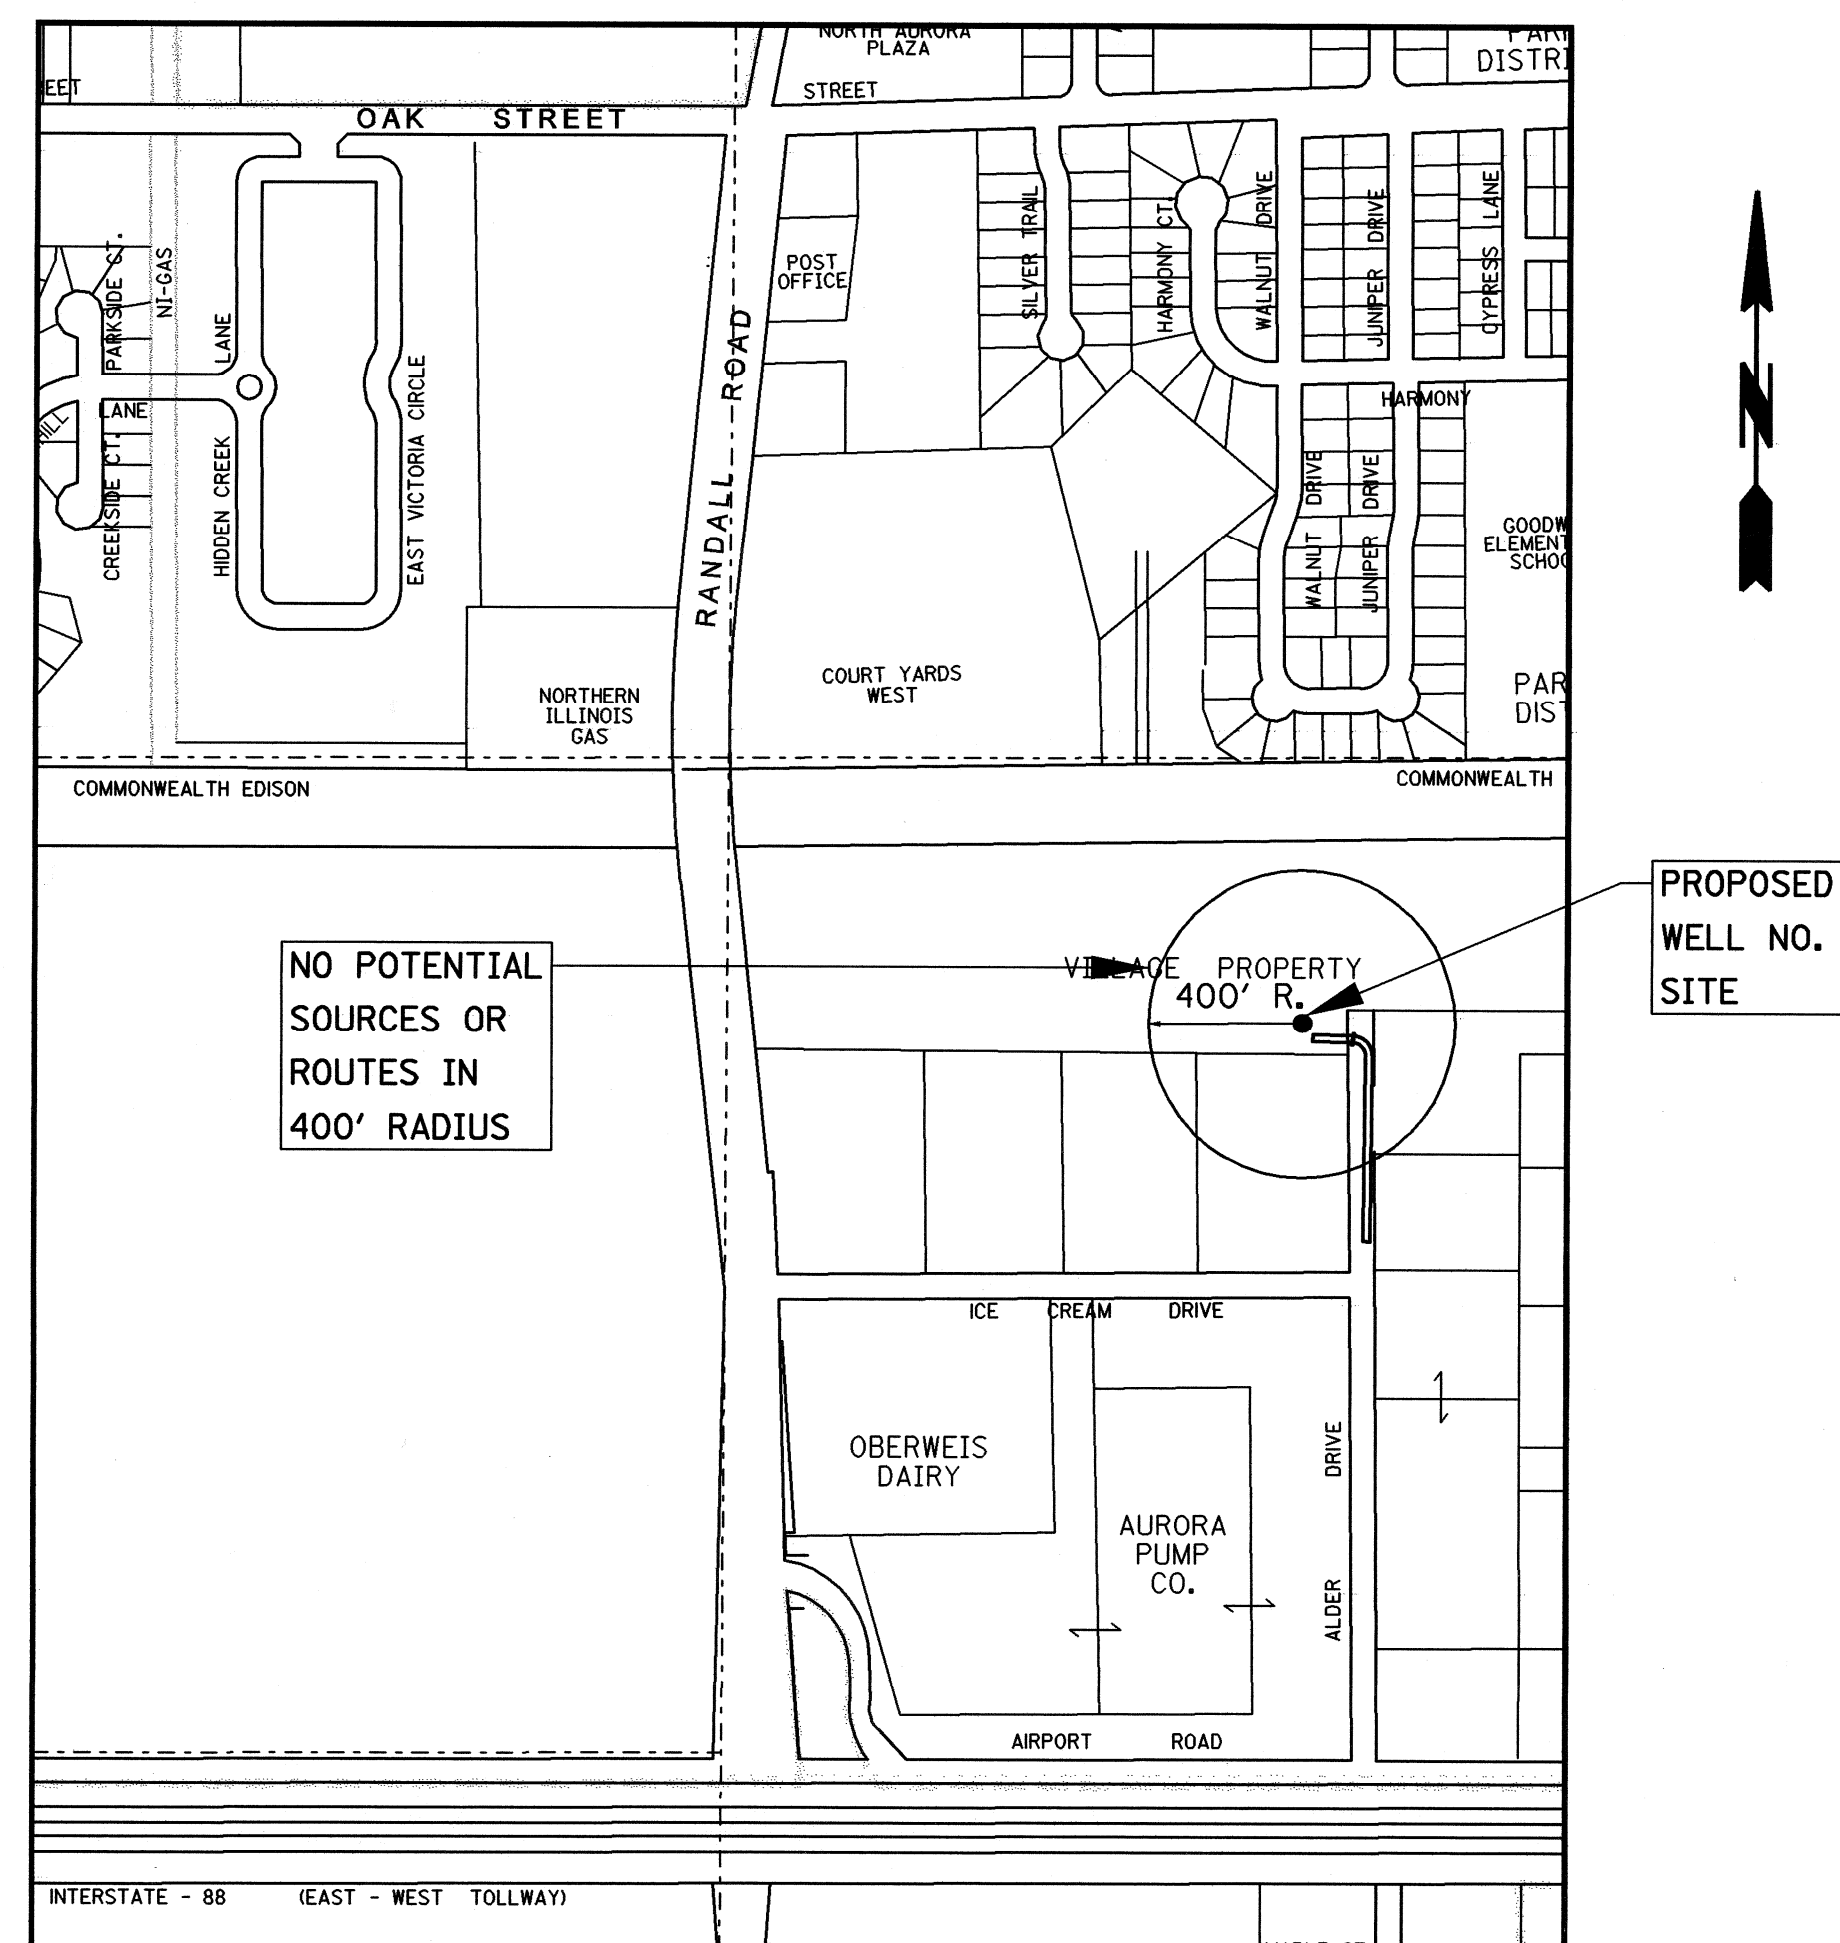 NORTH AURORA
PLAZA
STREET
DISTRI
EET
OAK STREET
POST
OFFICE
SILVER TRAIL
HARMONY CT.
WALNUT DRIVE
JUNIPER DRIVE
CYPRESS LANE
PARKSIDE CT.
NI-GAS
LANE
HILL
LANE
CREEKSIDE CT.
HIDDEN CREEK
EAST VICTORIA CIRCLE
RANDALL ROAD
HARMONY
WALNUT DRIVE
JUNIPER DRIVE
GOODW
ELEMENT
SCHOO
NORTHERN
ILLINOIS
GAS
COURT YARDS
WEST
PAR
DIST
COMMONWEALTH EDISON
COMMONWEALTH
N
PROPOSED
WELL NO.
SITE
NO POTENTIAL
SOURCES OR
ROUTES IN
400' RADIUS
VILLAGE PROPERTY
400' R.
ICE CREAM DRIVE
OBERWEIS
DAIRY
AURORA
PUMP
CO.
ALDER DRIVE
AIRPORT ROAD
INTERSTATE - 88 (EAST - WEST TOLLWAY)